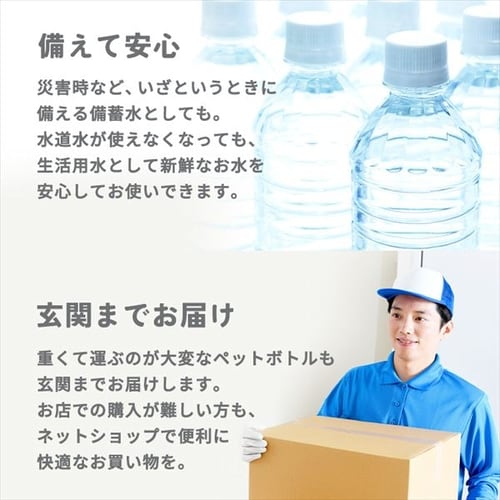 備えて安心
災害時など、いざというときに
備える備蓄水としても。
水道水が使えなくなっても、
生活用水として新鮮なお水を
安心してお使いできます。
玄関までお届け
重くて運ぶのが大変なペットボトルも
玄関までお届けします。
お店での購入が難しい方も、
ネットショップで便利に
快適なお買い物を。